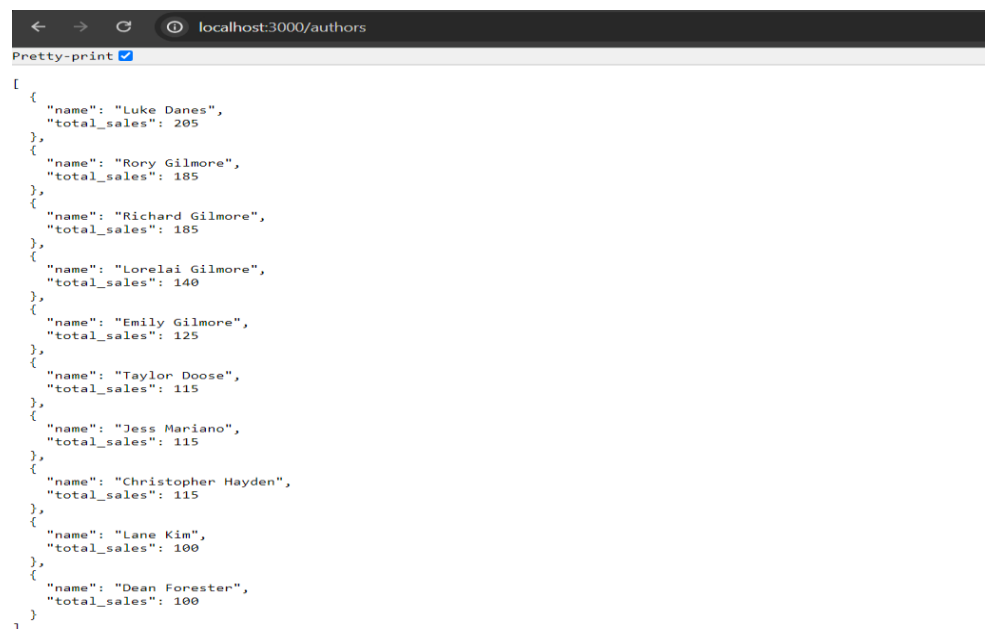 localhost:3000/authors
Pretty-print
[
  {
    "name": "Luke Danes",
    "total_sales": 205
  },
  {
    "name": "Rory Gilmore",
    "total_sales": 185
  },
  {
    "name": "Richard Gilmore",
    "total_sales": 185
  },
  {
    "name": "Lorelai Gilmore",
    "total_sales": 140
  },
  {
    "name": "Emily Gilmore",
    "total_sales": 125
  },
  {
    "name": "Taylor Doose",
    "total_sales": 115
  },
  {
    "name": "Jess Mariano",
    "total_sales": 115
  },
  {
    "name": "Christopher Hayden",
    "total_sales": 115
  },
  {
    "name": "Lane Kim",
    "total_sales": 100
  },
  {
    "name": "Dean Forester",
    "total_sales": 100
  }
]